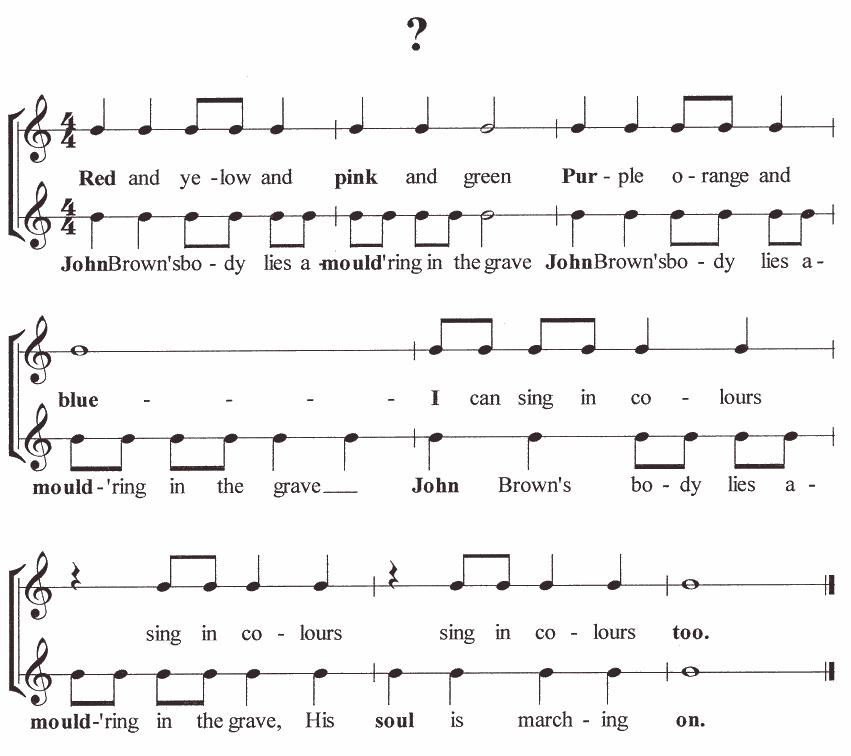 ?
4 4
Red and ye -low and pink and green Pur - ple o - range and
4 4
JohnBrown'sbo - dy lies a -mould'ring in the grave JohnBrown'sbo - dy lies a-
blue - - - - I can sing in co - lours
mould-'ring in the grave___ John Brown's bo - dy lies a -
sing in co - lours sing in co - lours too.
mould-'ring in the grave, His soul is march - ing on.